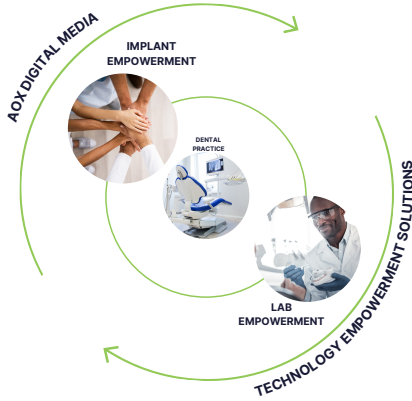 AOX DIGITAL MEDIA
IMPLANT
EMPOWERMENT
DENTAL
PRACTICE
LAB
EMPOWERMENT
TECHNOLOGY EMPOWERMENT SOLUTIONS